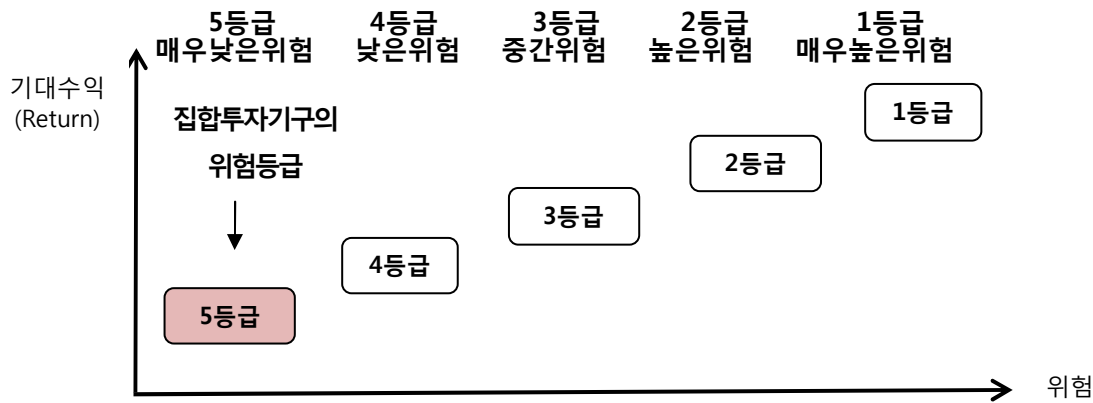 5등급
매우낮은위험
4등급
낮은위험
3등급
중간위험
2등급
높은위험
1등급
매우높은위험
기대수익
(Return)
집합투자기구의
위험등급
1등급
2등급
3등급
4등급
5등급
위험